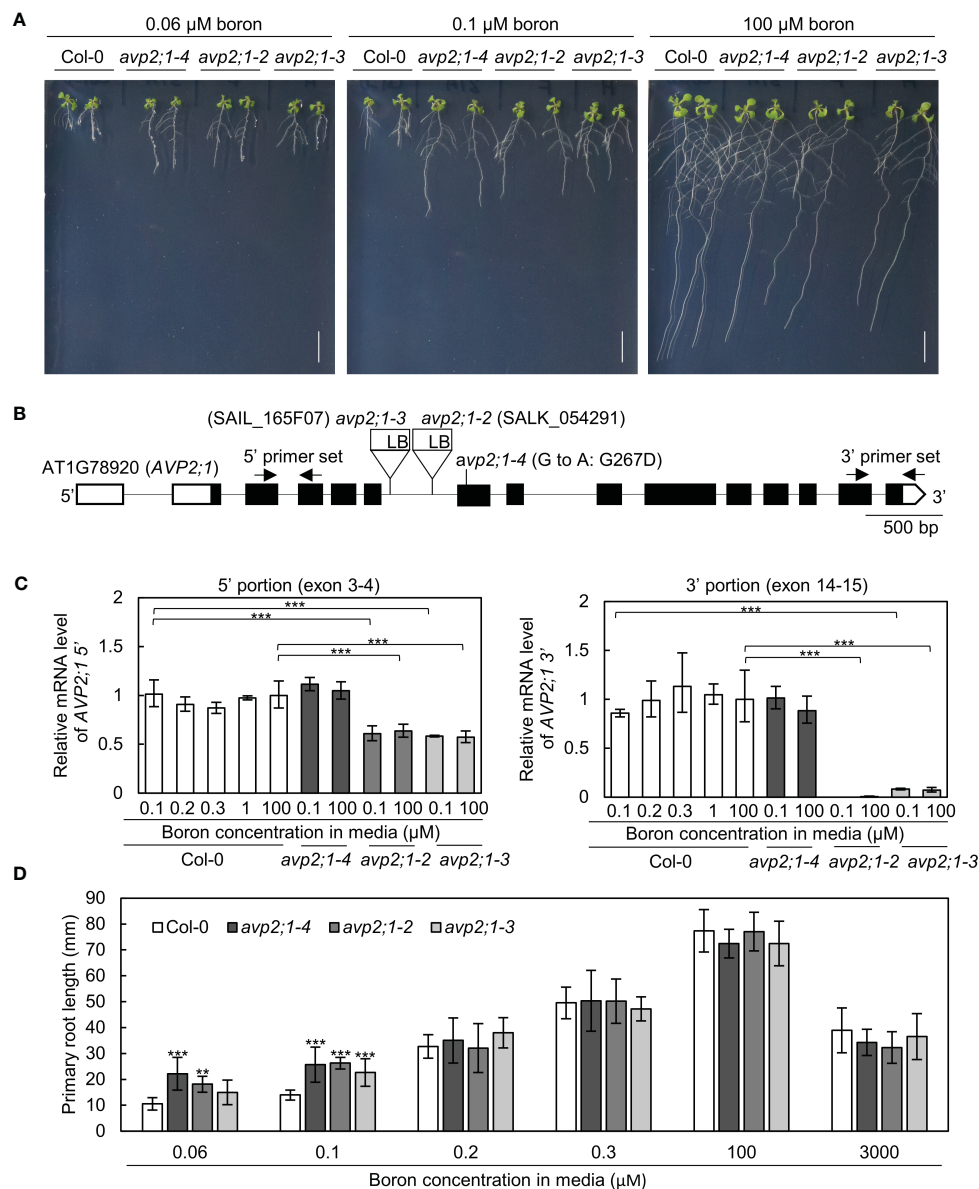 A
0.06 µM boron
0.1 µM boron
100 µM boron
Col-0 avp2;1-4 avp2;1-2 avp2;1-3
Col-0 avp2;1-4 avp2;1-2 avp2;1-3
Col-0 avp2;1-4 avp2;1-2 avp2;1-3
B
(SAIL_165F07) avp2;1-3 avp2;1-2 (SALK_054291)
LB LB
AT1G78920 (AVP2;1)
5' primer set
avp2;1-4 (G to A: G267D)
3' primer set
5'
3'
500 bp
C
5' portion (exon 3-4)
Relative mRNA level
of AVP2;1 5'
2
1.5
1
0.5
0
***
***
***
***
0.1 0.2 0.3 1 100 0.1 100 0.1 100 0.1 100
Boron concentration in media (µM)
Col-0 avp2;1-4 avp2;1-2 avp2;1-3
3' portion (exon 14-15)
Relative mRNA level
of AVP2;1 3'
2
1.5
1
0.5
0
***
***
***
0.1 0.2 0.3 1 100 0.1 100 0.1 100 0.1 100
Boron concentration in media (µM)
Col-0 avp2;1-4 avp2;1-2 avp2;1-3
D
Primary root length (mm)
90
80
70
60
50
40
30
20
10
0
Col-0 avp2;1-4 avp2;1-2 avp2;1-3
*** ** *** *** ***
0.06 0.1 0.2 0.3 100 3000
Boron concentration in media (µM)